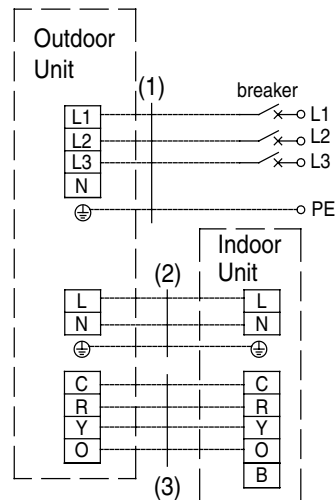 Outdoor
Unit
(1)
breaker
L1 L1
L2 L2
L3 L3
N
PE
Indoor
Unit
(2)
L L
N N
C C
R R
Y Y
O O
B
(3)